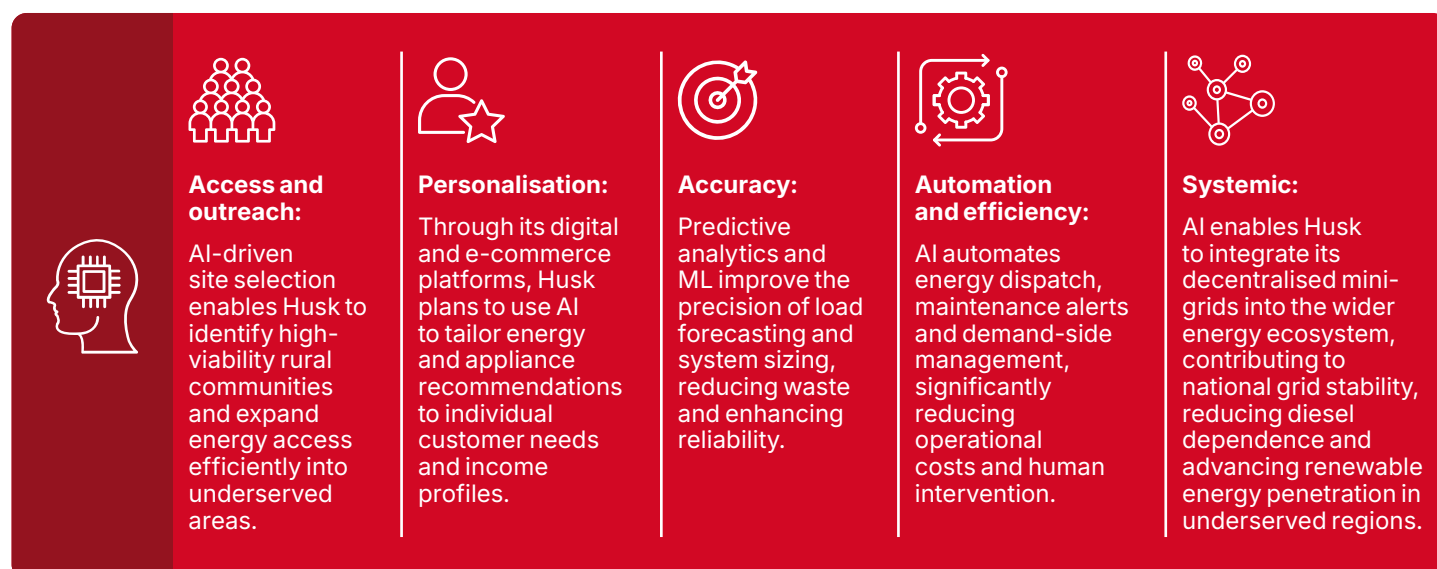 Access and
outreach:
AI-driven
site selection
enables Husk to
identify high-
viability rural
communities
and expand
energy access
efficiently into
underserved
areas.
Personalisation:
Through its digital
and e-commerce
platforms, Husk
plans to use AI
to tailor energy
and appliance
recommendations
to individual
customer needs
and income
profiles.
Accuracy:
Predictive
analytics and
ML improve the
precision of load
forecasting and
system sizing,
reducing waste
and enhancing
reliability.
Automation
and efficiency:
AI automates
energy dispatch,
maintenance alerts
and demand-side
management,
significantly
reducing
operational
costs and human
intervention.
Systemic:
AI enables Husk
to integrate its
decentralised mini-
grids into the wider
energy ecosystem,
contributing to
national grid stability,
reducing diesel
dependence and
advancing renewable
energy penetration in
underserved regions.